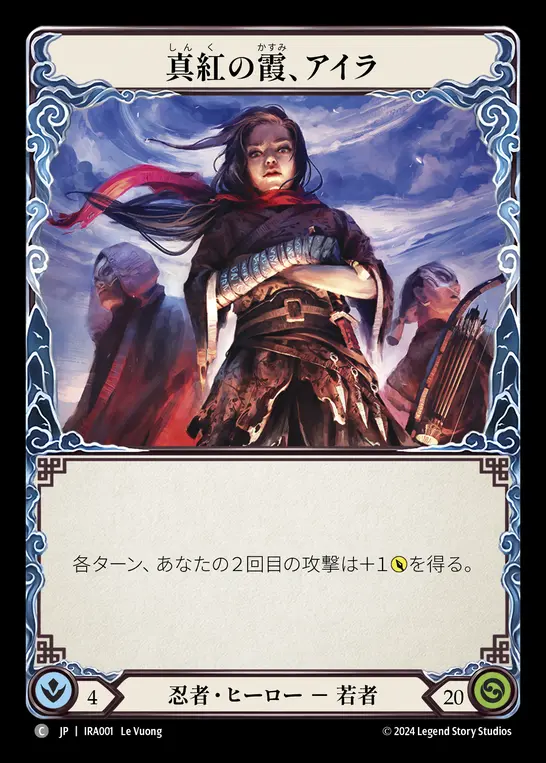 しんく かすみ
真紅の霞、アイラ
各ターン、あなたの2回目の攻撃は+1を得る。
4 忍者・ヒーロー － 若者 20
C JP | IRA001 Le Vuong © 2024 Legend Story Studios